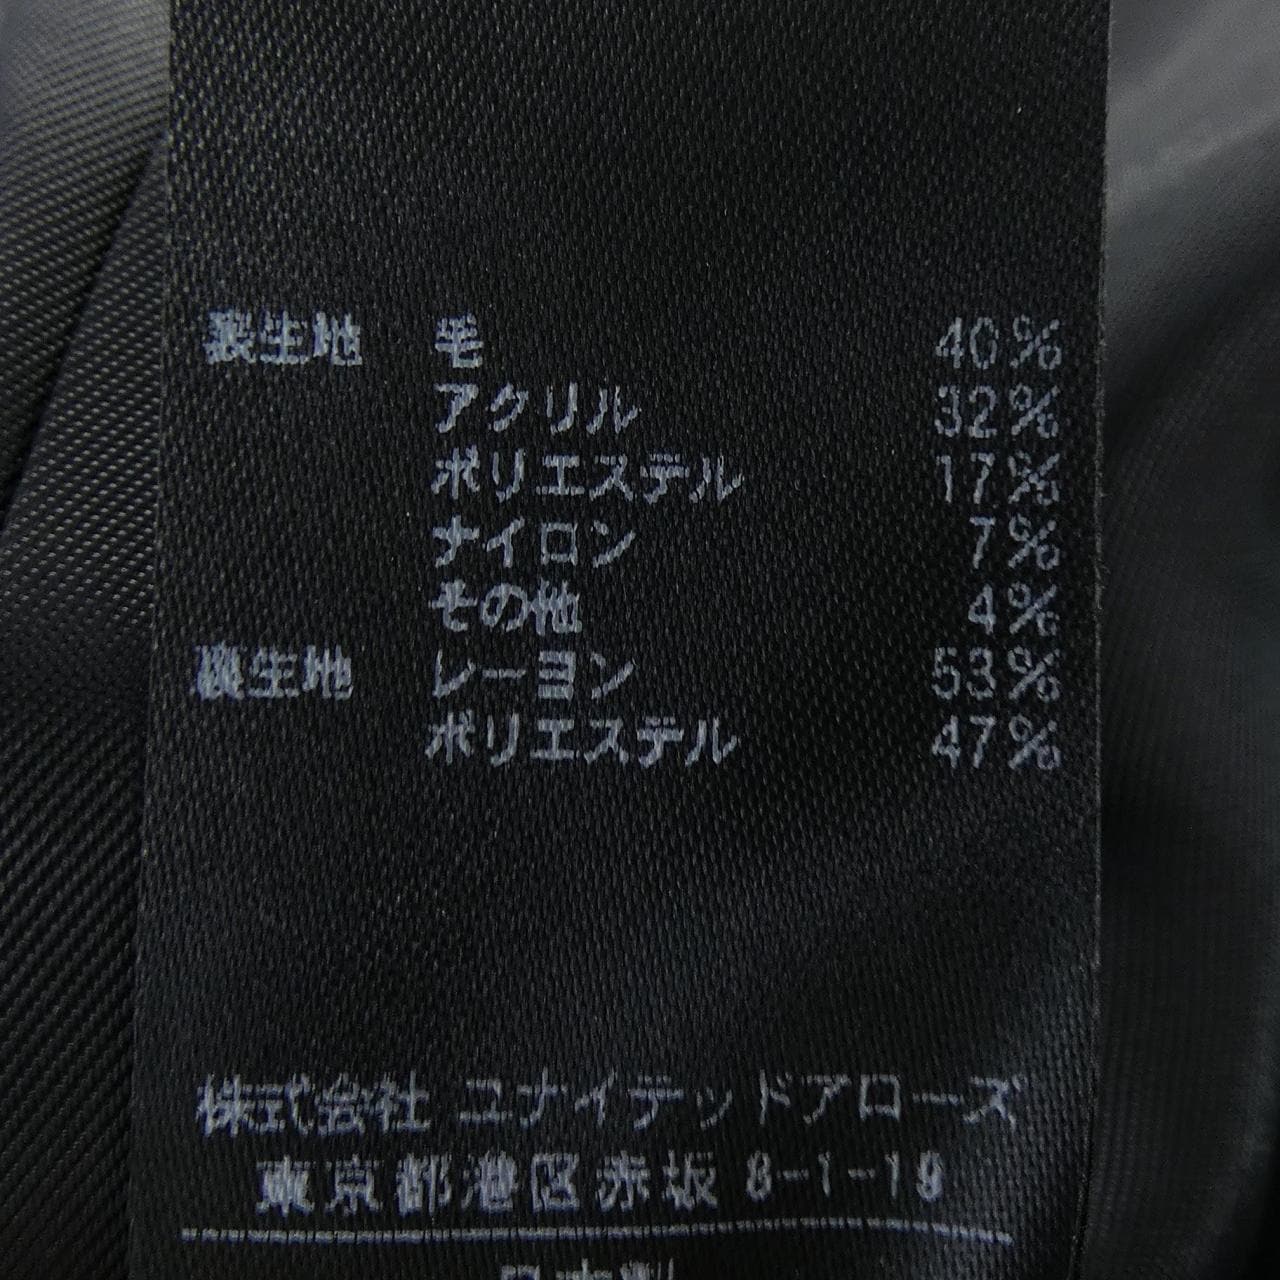 表生地 毛 40%
アクリル 32%
ポリエステル 17%
ナイロン 7%
その他 4%
裏生地 レーヨン 53%
ポリエステル 47%
株式会社 ユナイテッドアローズ
東京都港区赤坂 8-1-19
日本製